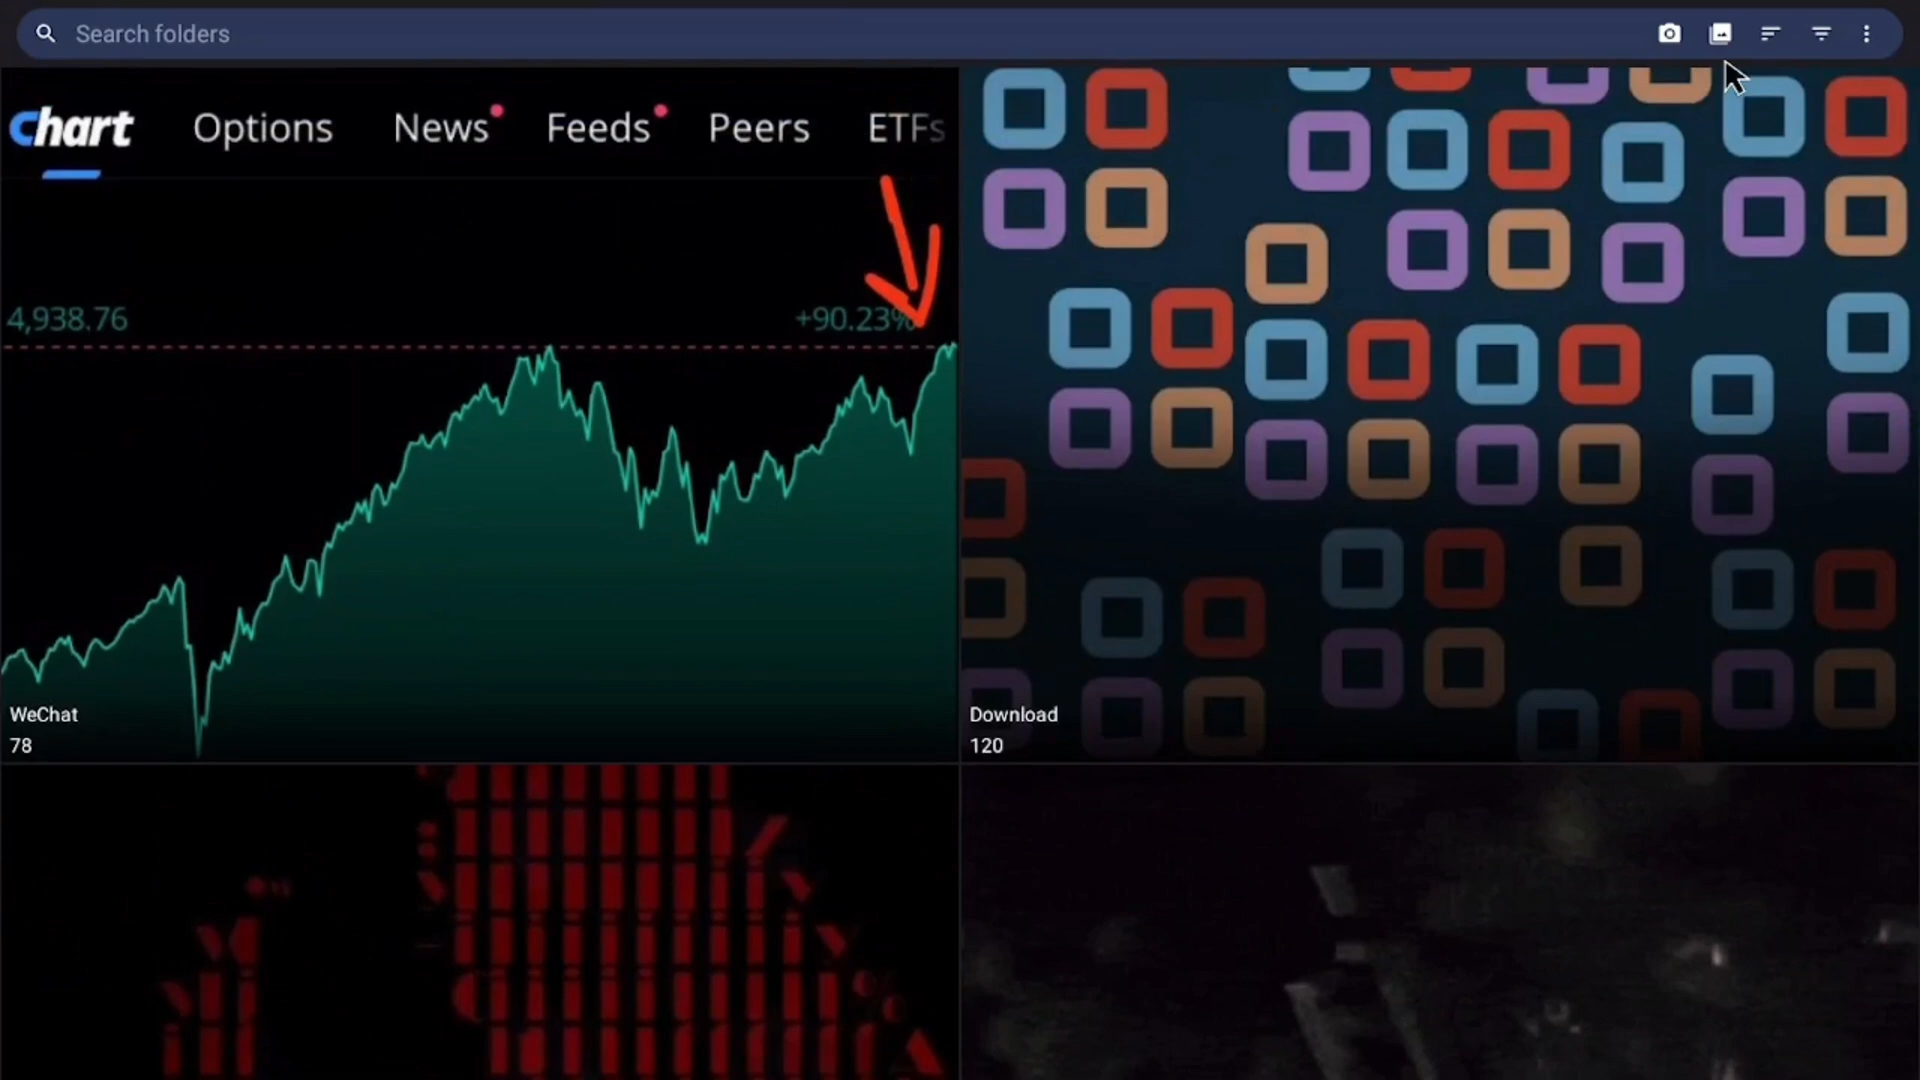 Search folders
Chart Options News Feeds Peers ETFs
4,938.76 +90.23%
WeChat
78
Download
120